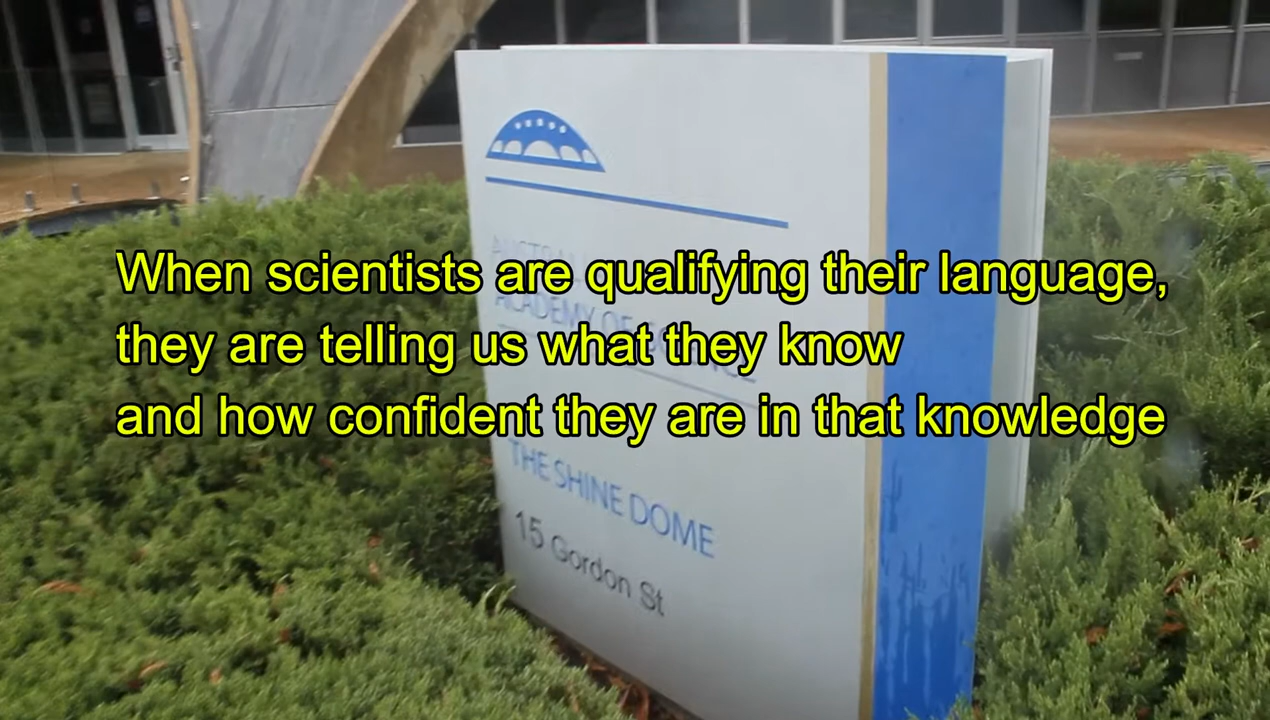 When scientists are qualifying their language,
they are telling us what they know
and how confident they are in that knowledge
ACADEMY OF SCIENCE
THE SHINE DOME
15 Gordon St